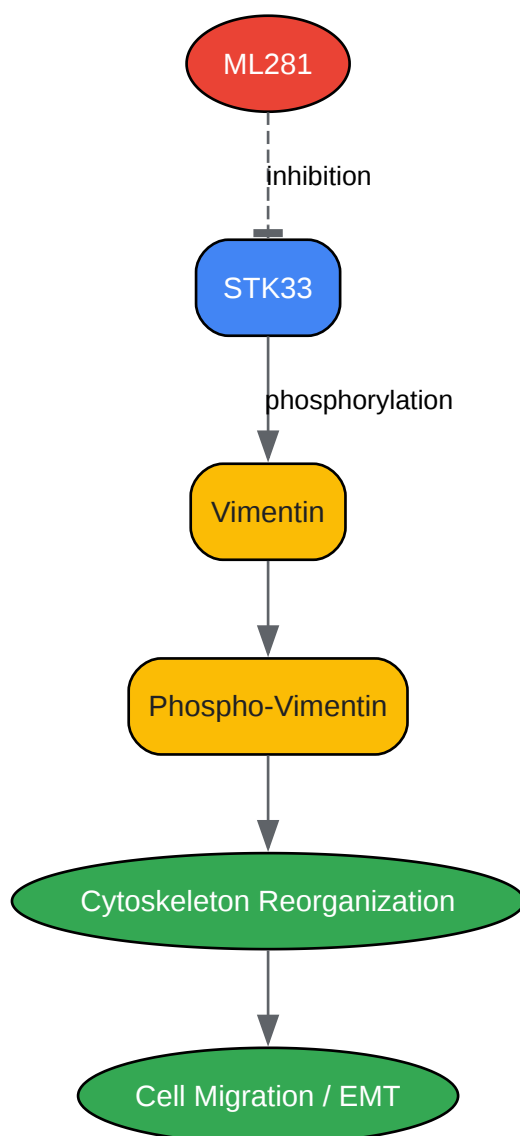 ML281
inhibition
STK33
phosphorylation
Vimentin
Phospho-Vimentin
Cytoskeleton Reorganization
Cell Migration / EMT